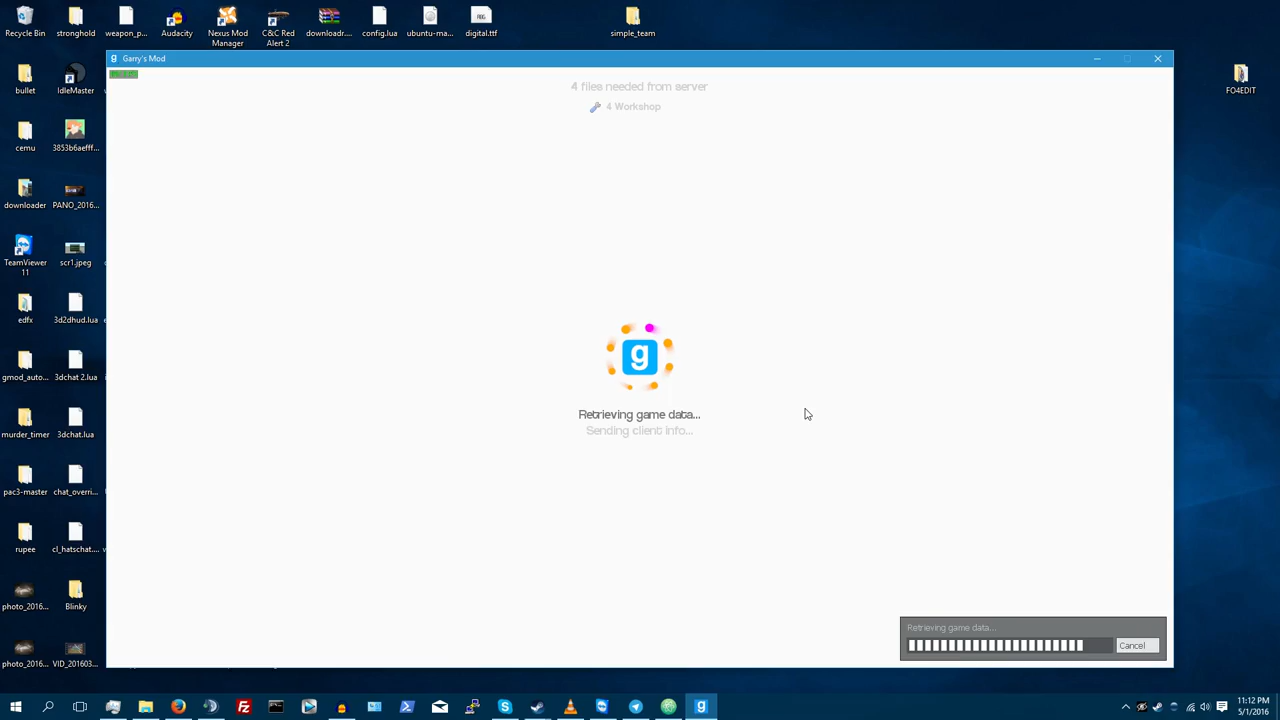 Recycle Bin
stronghold
weapon_p...
Audacity
Nexus Mod
Manager
C&C Red
Alert 2
downloadr....
config.lua
ubuntu-ma...
digital.ttf
simple_team
g Garry's Mod
bullet
IdleMaster
4 files needed from server
4 Workshop
FO4EDIT
cemu
3853b6aefff...
downloader
PANO_2016...
TeamViewer
11
scr1.jpeg
edfx
3d2dhud.lua
g
gmod_auto...
3dchat 2.lua
Retrieving game data...
Sending client info...
murder_timer
3dchat.lua
pac3-master
chat_overri...
rupee
cl_hatschat....
photo_2016...
Blinky
Retrieving game data...
Cancel
photo_2016...
VID_201603...
11:12 PM
5/1/2016